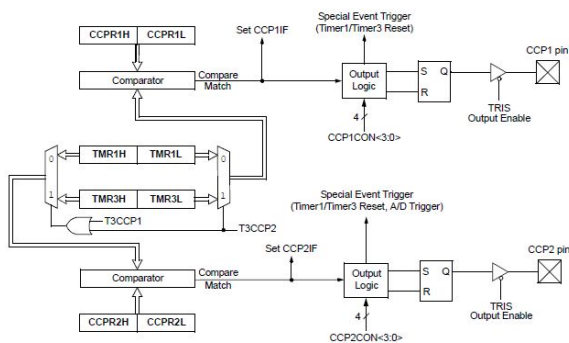 Special Event Trigger
(Timer1/Timer3 Reset)
Set CCP1IF
CCPR1H CCPR1L
CCP1 pin
Comparator
Compare
Match
Output
Logic
S Q
R
TRIS
Output Enable
4
CCP1CON<3:0>
0 TMR1H TMR1L 0
1 TMR3H TMR3L 1
T3CCP1
T3CCP2
Special Event Trigger
(Timer1/Timer3 Reset, A/D Trigger)
Set CCP2IF
CCP2 pin
Comparator
Compare
Match
Output
Logic
S Q
R
TRIS
Output Enable
4
CCPR2H CCPR2L
CCP2CON<3:0>